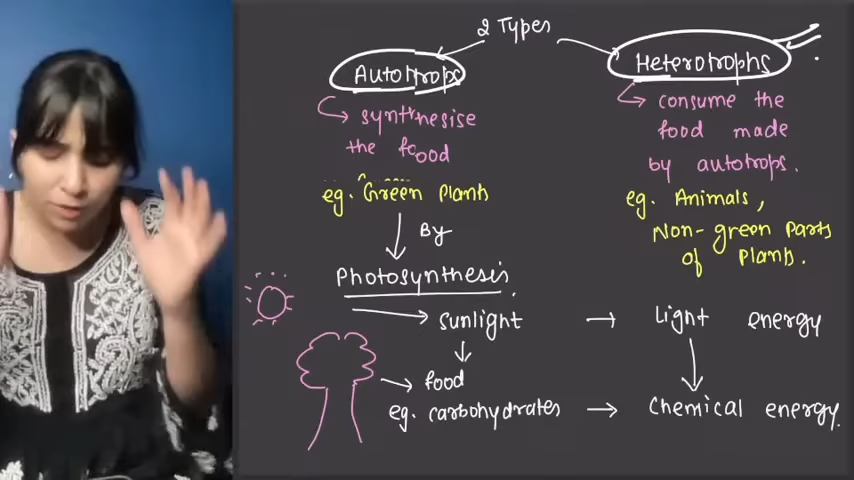 2 Types
Autotrops
Heterotrophs
synthesise
the foood
consume the
food made
by autotrops.
eg. Green Plants
eg. Animals,
Non-green Parts
of Plants.
By
Photosynthesis
sunlight → Light energy
food
eg. carbohydrates → chemical energy.